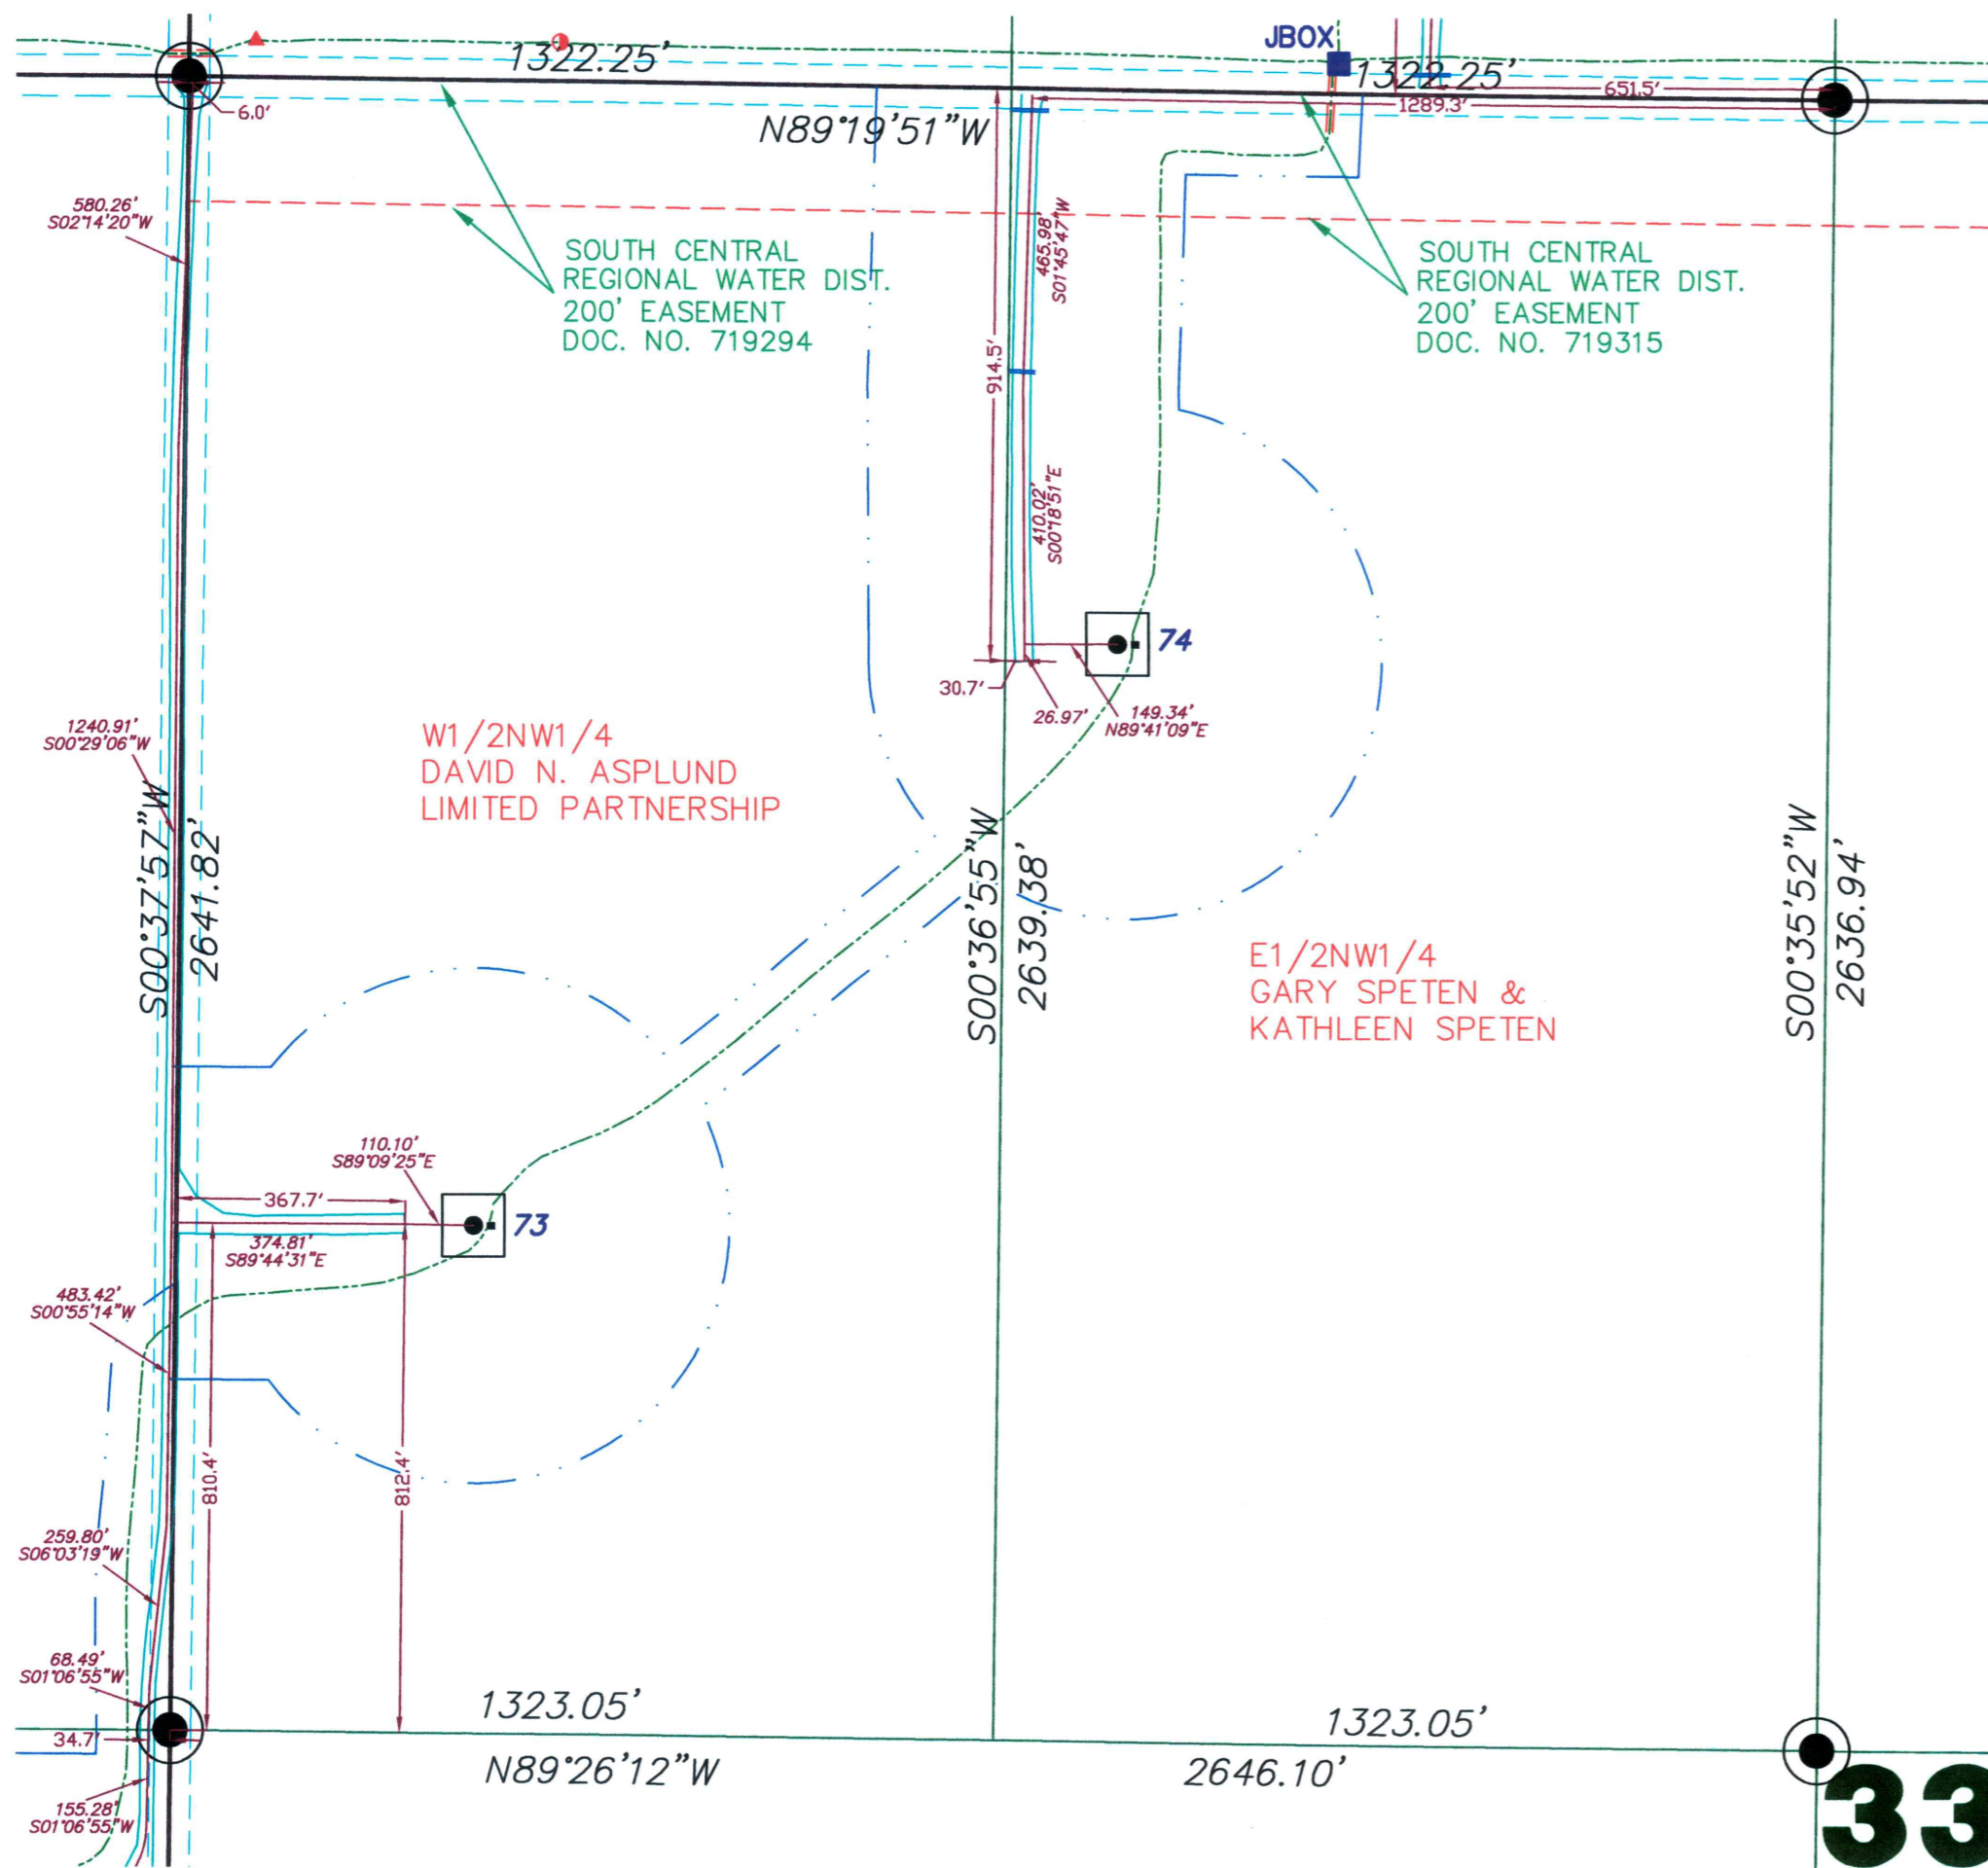 JBOX
1322.25'
1322.25'
651.5'
1289.3'
6.0'
N89°19'51"W
580.26'
S02°14'20"W
465.98'
S01°45'47"W
SOUTH CENTRAL
REGIONAL WATER DIST.
200' EASEMENT
DOC. NO. 719294
SOUTH CENTRAL
REGIONAL WATER DIST.
200' EASEMENT
DOC. NO. 719315
914.5'
410.02'
S00°18'51"E
74
30.7'
26.97'
149.34'
N89°41'09"E
1240.91'
S00°29'06"W
W1/2NW1/4
DAVID N. ASPLUND
LIMITED PARTNERSHIP
S00°37'57"W
2641.82'
S00°36'55"W
2639.38'
S00°35'52"W
2636.94'
E1/2NW1/4
GARY SPETEN &
KATHLEEN SPETEN
110.10'
S89°09'25"E
367.7'
73
374.81'
S89°44'31"E
483.42'
S00°55'14"W
810.4'
812.4'
259.80'
S06°03'19"W
68.49'
S01°06'55"W
34.7'
1323.05'
1323.05'
N89°26'12"W
2646.10'
155.28'
S01°06'55"W
33